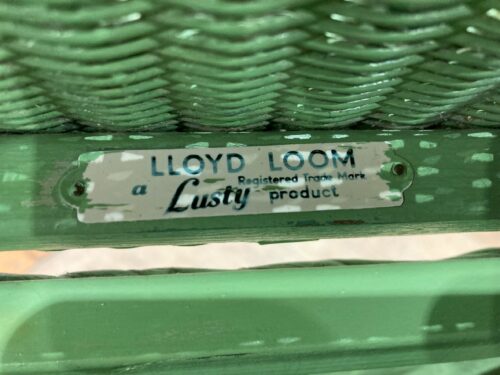 LLOYD LOOM
Registered Trade Mark
a Lusty product